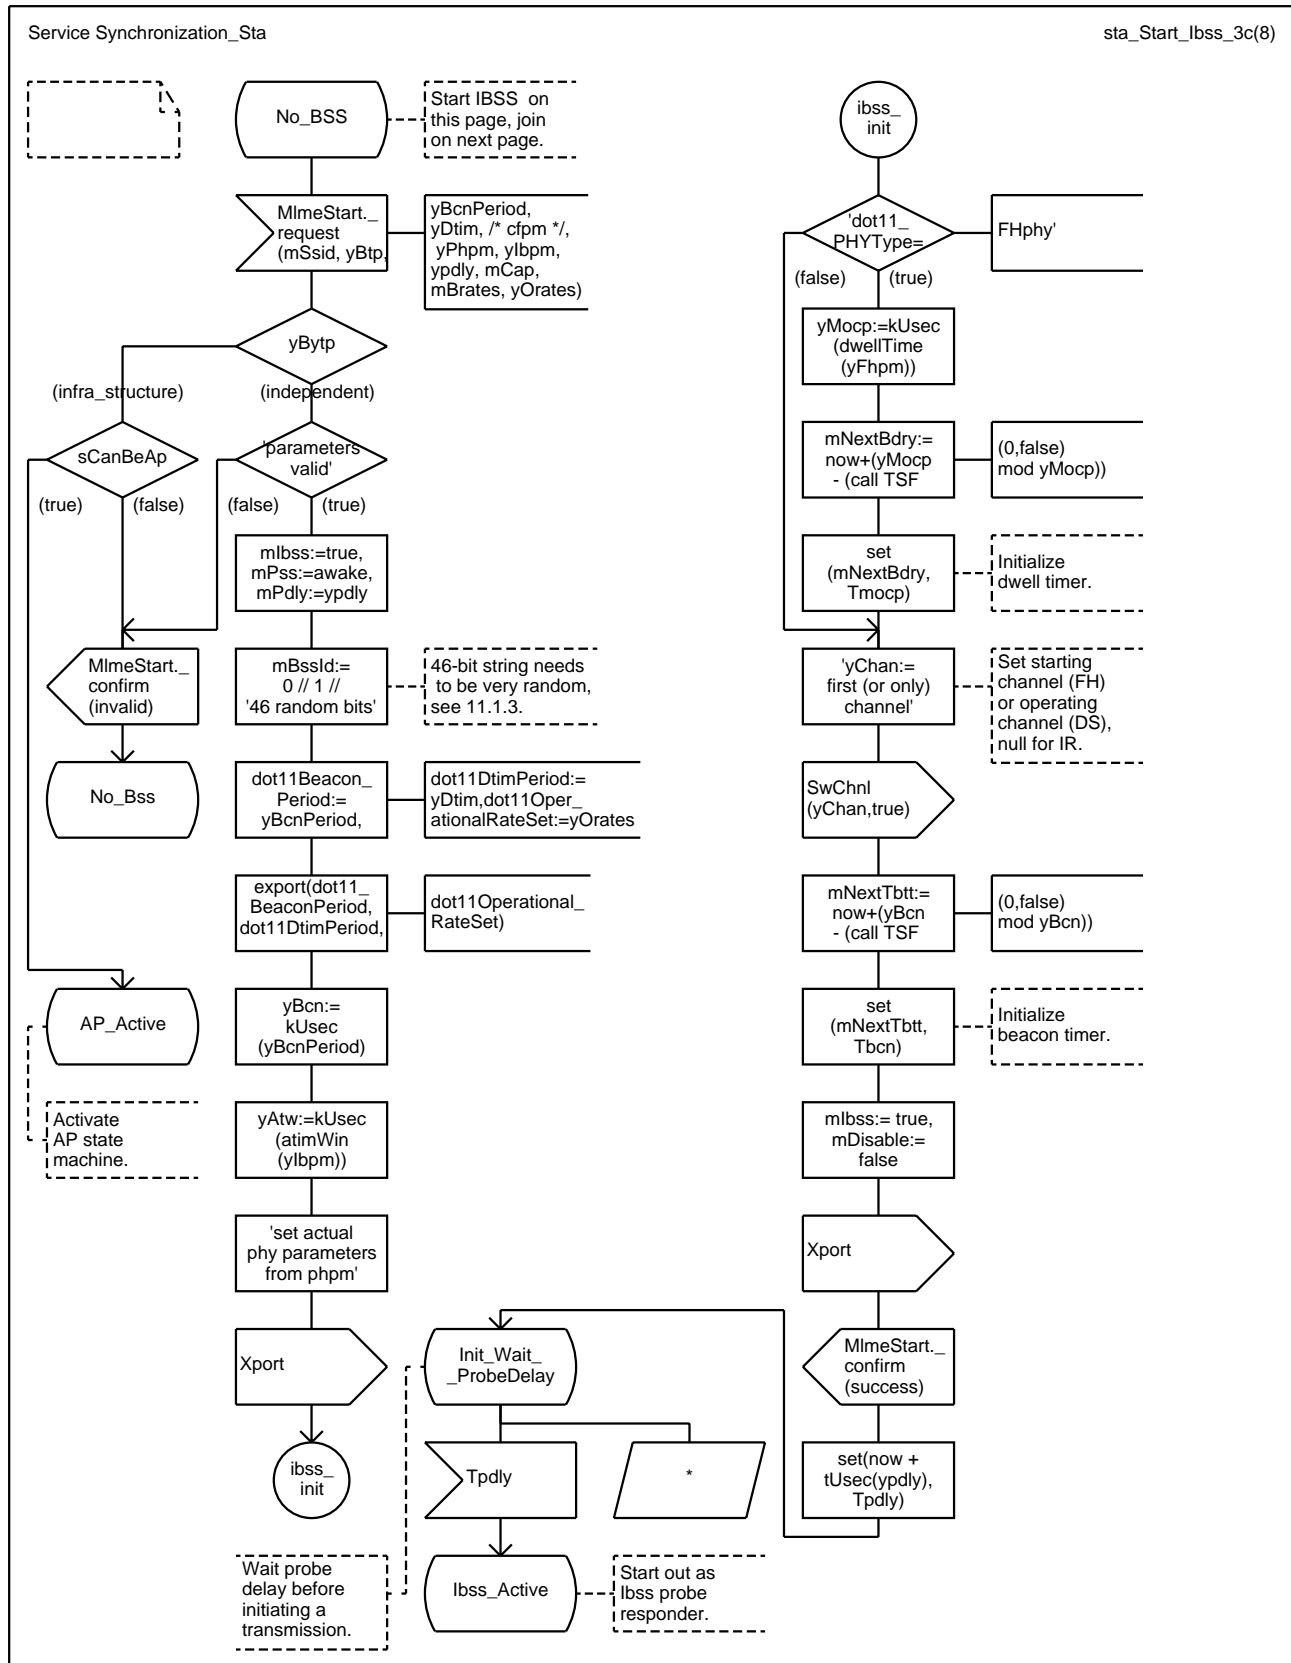 Service Synchronization_Sta
sta_Start_Ibss_3c(8)
No_BSS
Start IBSS on
this page, join
on next page.
MlmeStart._
request
(mSsid, yBtp,
yBcnPeriod,
yDtim, /* cfpm */,
yPhpm, yIbpm,
ypdly, mCap,
mBrates, yOrates)
yBytp
(infra_structure)
(independent)
sCanBeAp
'parameters
valid'
(true)
(false)
(false)
(true)
mIbss:=true,
mPss:=awake,
mPdly:=ypdly
MlmeStart._
confirm
(invalid)
mBssId:=
0 // 1 //
'46 random bits'
46-bit string needs
to be very random,
see 11.1.3.
No_Bss
dot11Beacon_
Period:=
yBcnPeriod,
dot11DtimPeriod:=
yDtim,dot11Oper_
ationalRateSet:=yOrates
export(dot11_
BeaconPeriod,
dot11DtimPeriod,
dot11Operational_
RateSet)
AP_Active
yBcn:=
kUsec
(yBcnPeriod)
Activate
AP state
machine.
yAtw:=kUsec
(atimWin
(yIbpm))
'set actual
phy parameters
from phpm'
Xport
ibss_
init
Init_Wait_
_ProbeDelay
Tpdly
*
Wait probe
delay before
initiating a
transmission.
Ibss_Active
Start out as
Ibss probe
responder.
ibss_
init
'dot11_
PHYType=
FHphy'
(false)
(true)
yMocp:=kUsec
(dwellTime
(yFhpm))
mNextBdry:=
now+(yMocp
- (call TSF
(0,false)
mod yMocp))
set
(mNextBdry,
Tmocp)
Initialize
dwell timer.
'yChan:=
first (or only)
channel'
Set starting
channel (FH)
or operating
channel (DS),
null for IR.
SwChnl
(yChan,true)
mNextTbtt:=
now+(yBcn
- (call TSF
(0,false)
mod yBcn))
set
(mNextTbtt,
Tbcn)
Initialize
beacon timer.
mIbss:= true,
mDisable:=
false
Xport
MlmeStart._
confirm
(success)
set(now +
tUsec(ypdly),
Tpdly)